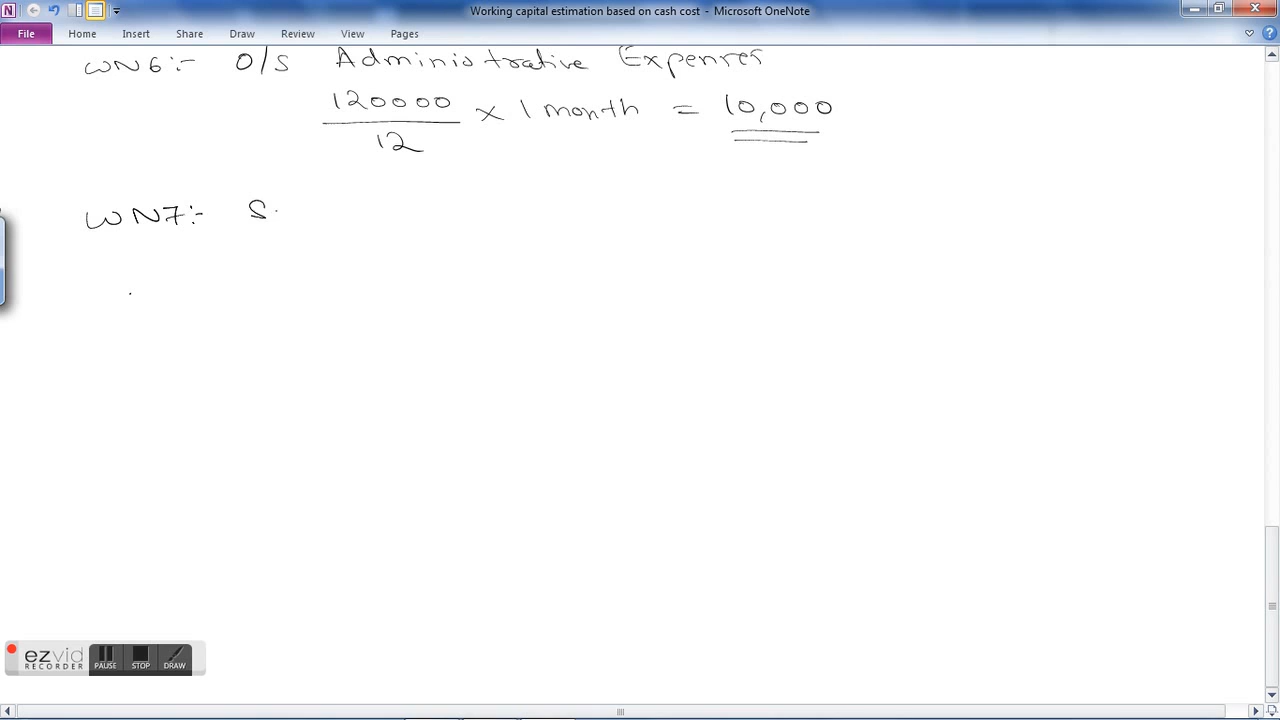 Working capital estimation based on cash cost - Microsoft OneNote
File Home Insert Share Draw Review View Pages
WN6:- O/S Administrative Expenses
120000
12
x 1 month = 10,000
WN7:- S
ezvid
RECORDER
PAUSE STOP DRAW